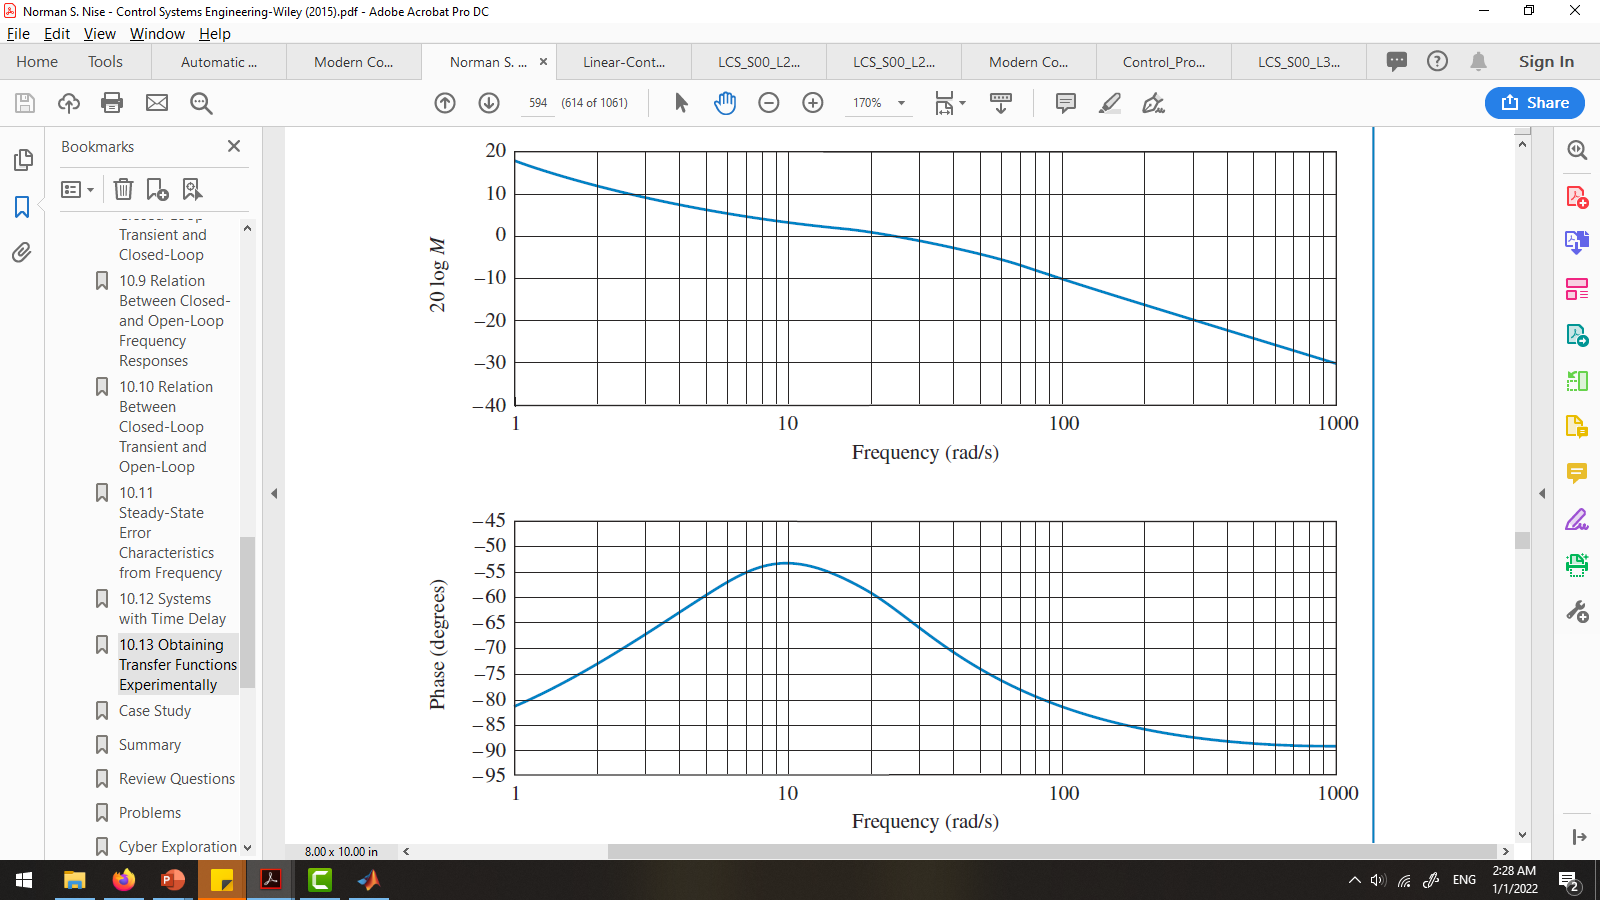 Norman S. Nise - Control Systems Engineering-Wiley (2015).pdf - Adobe Acrobat Pro DC
File Edit View Window Help
Home Tools Automatic ... Modern Co... Norman S. ... × Linear-Cont... LCS_S00_L2... LCS_S00_L2... Modern Co... Control_Pro... LCS_S00_L3... Sign In
594 (614 of 1061) 170% Share
Bookmarks
Transient and
Closed-Loop
10.9 Relation
Between Closed-
and Open-Loop
Frequency
Responses
10.10 Relation
Between
Closed-Loop
Transient and
Open-Loop
10.11
Steady-State
Error
Characteristics
from Frequency
10.12 Systems
with Time Delay
10.13 Obtaining
Transfer Functions
Experimentally
Case Study
Summary
Review Questions
Problems
Cyber Exploration
20
10
0
−10
−20
−30
−40
20 log M
1 10 100 1000
Frequency (rad/s)
−45
−50
−55
−60
−65
−70
−75
−80
−85
−90
−95
Phase (degrees)
1 10 100 1000
Frequency (rad/s)
8.00 x 10.00 in
ENG
2:28 AM
1/1/2022
2